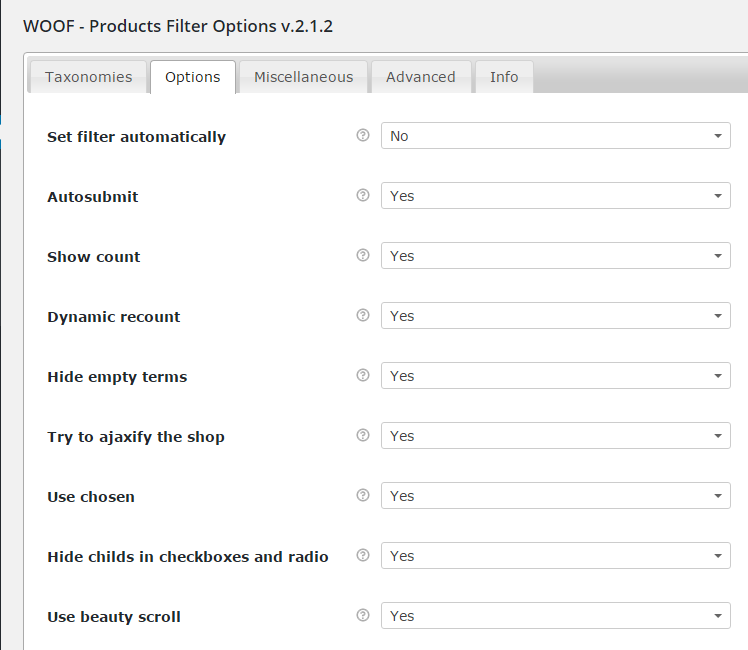 WOOF - Products Filter Options v.2.1.2
Taxonomies Options Miscellaneous Advanced Info
Set filter automatically ? No
Autosubmit ? Yes
Show count ? Yes
Dynamic recount ? Yes
Hide empty terms ? Yes
Try to ajaxify the shop ? Yes
Use chosen ? Yes
Hide childs in checkboxes and radio ? Yes
Use beauty scroll ? Yes